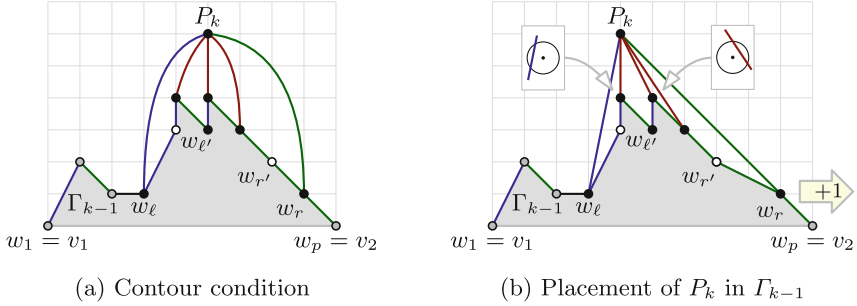 P_k
w_{ℓ'}
w_{r'}
Γ_{k−1}
w_ℓ
w_r
w_1 = v_1
w_p = v_2
(a) Contour condition
P_k
w_{ℓ'}
w_{r'}
Γ_{k−1}
w_ℓ
w_r
+1
w_1 = v_1
w_p = v_2
(b) Placement of P_k in Γ_{k−1}